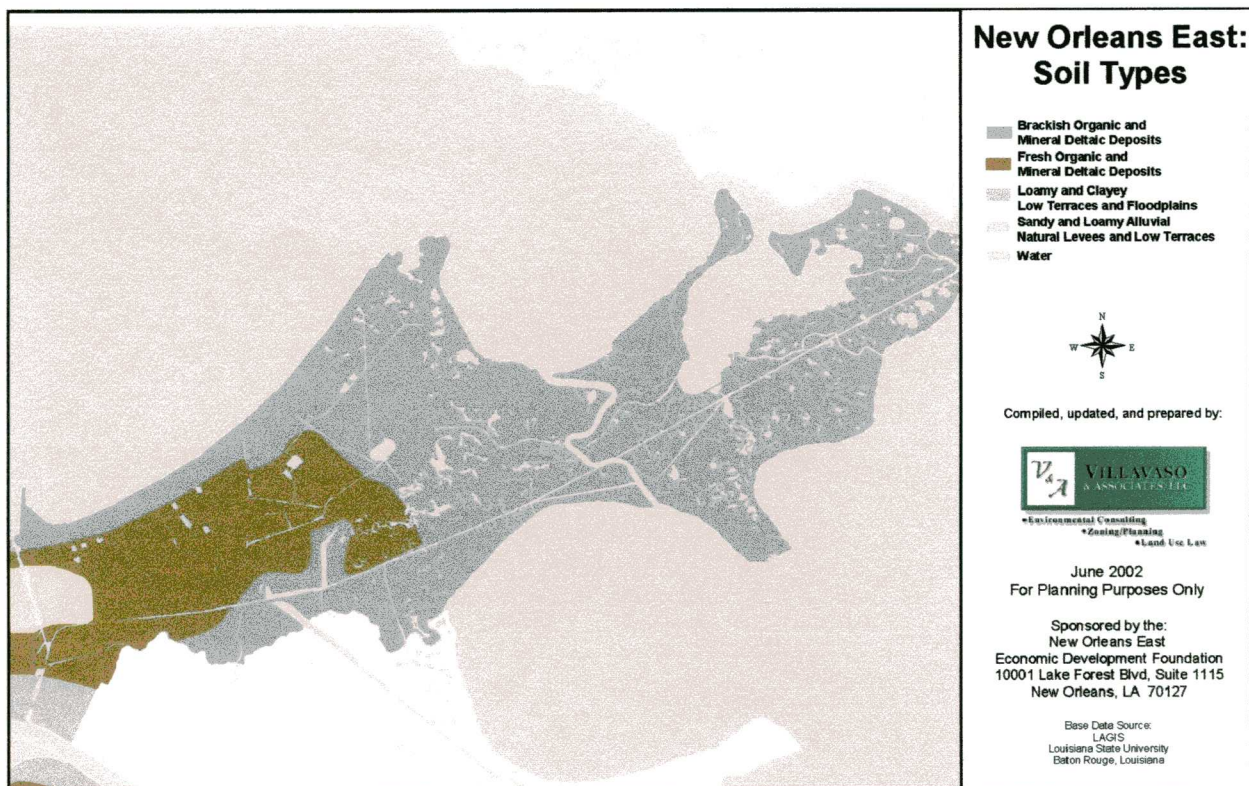 New Orleans East:
Soil Types
Brackish Organic and
Mineral Deltaic Deposits
Fresh Organic and
Mineral Deltaic Deposits
Loamy and Clayey
Low Terraces and Floodplains
Sandy and Loamy Alluvial
Natural Levees and Low Terraces
Water
N
W E
S
Compiled, updated, and prepared by:
V & A
VILLAVASO
& ASSOCIATES, LLC
•Environmental Consulting
•Zoning/Planning
•Land Use Law
June 2002
For Planning Purposes Only
Sponsored by the:
New Orleans East
Economic Development Foundation
10001 Lake Forest Blvd, Suite 1115
New Orleans, LA 70127
Base Data Source:
LAGIS
Louisiana State University
Baton Rouge, Louisiana